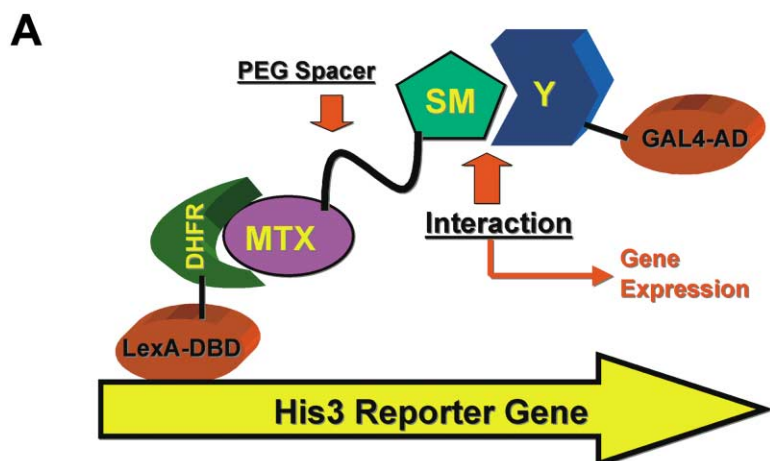 A
PEG Spacer
SM
Y
GAL4-AD
DHFR
MTX
Interaction
Gene
Expression
LexA-DBD
His3 Reporter Gene